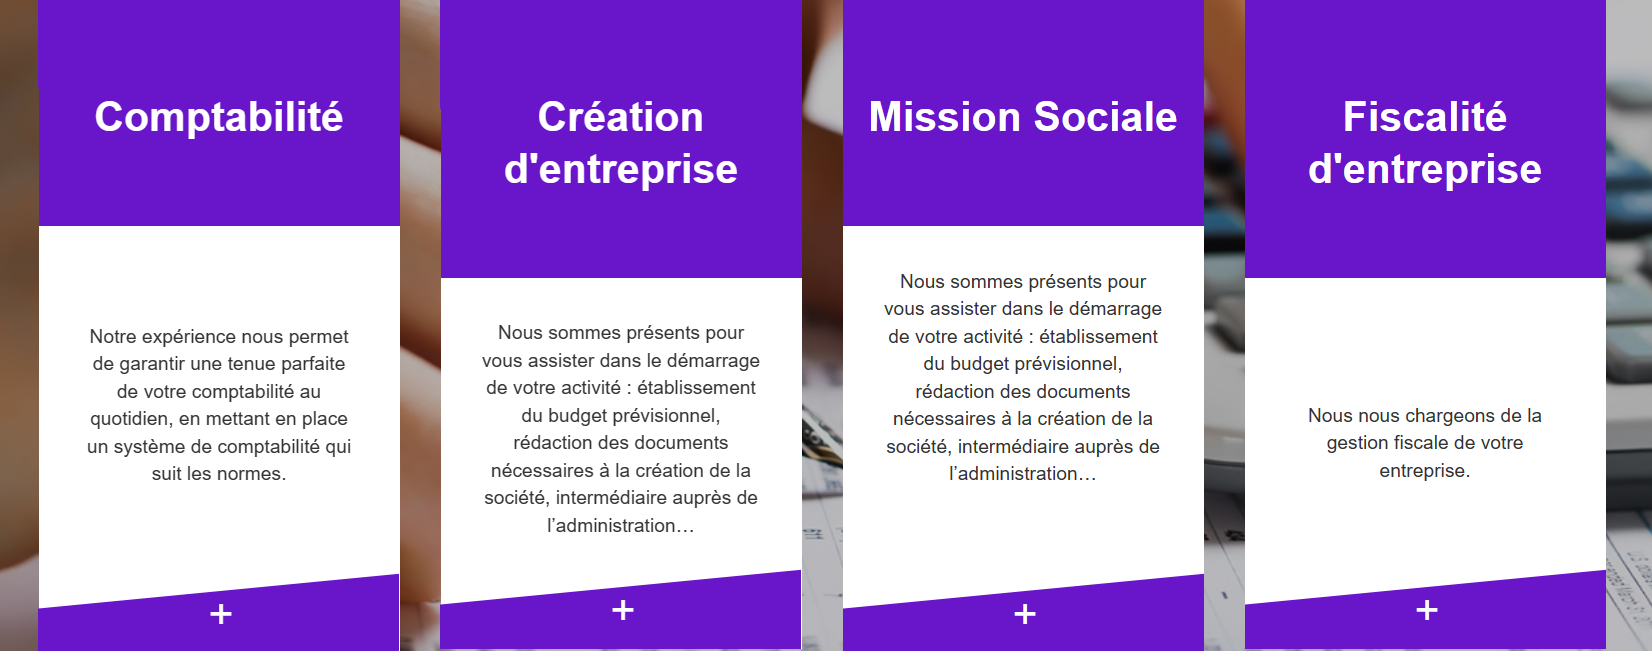 Comptabilité
Notre expérience nous permet
de garantir une tenue parfaite
de votre comptabilité au
quotidien, en mettant en place
un système de comptabilité qui
suit les normes.
+
Création
d'entreprise
Nous sommes présents pour
vous assister dans le démarrage
de votre activité : établissement
du budget prévisionnel,
rédaction des documents
nécessaires à la création de la
société, intermédiaire auprès de
l’administration…
+
Mission Sociale
Nous sommes présents pour
vous assister dans le démarrage
de votre activité : établissement
du budget prévisionnel,
rédaction des documents
nécessaires à la création de la
société, intermédiaire auprès de
l’administration…
+
Fiscalité
d'entreprise
Nous nous chargeons de la
gestion fiscale de votre
entreprise.
+